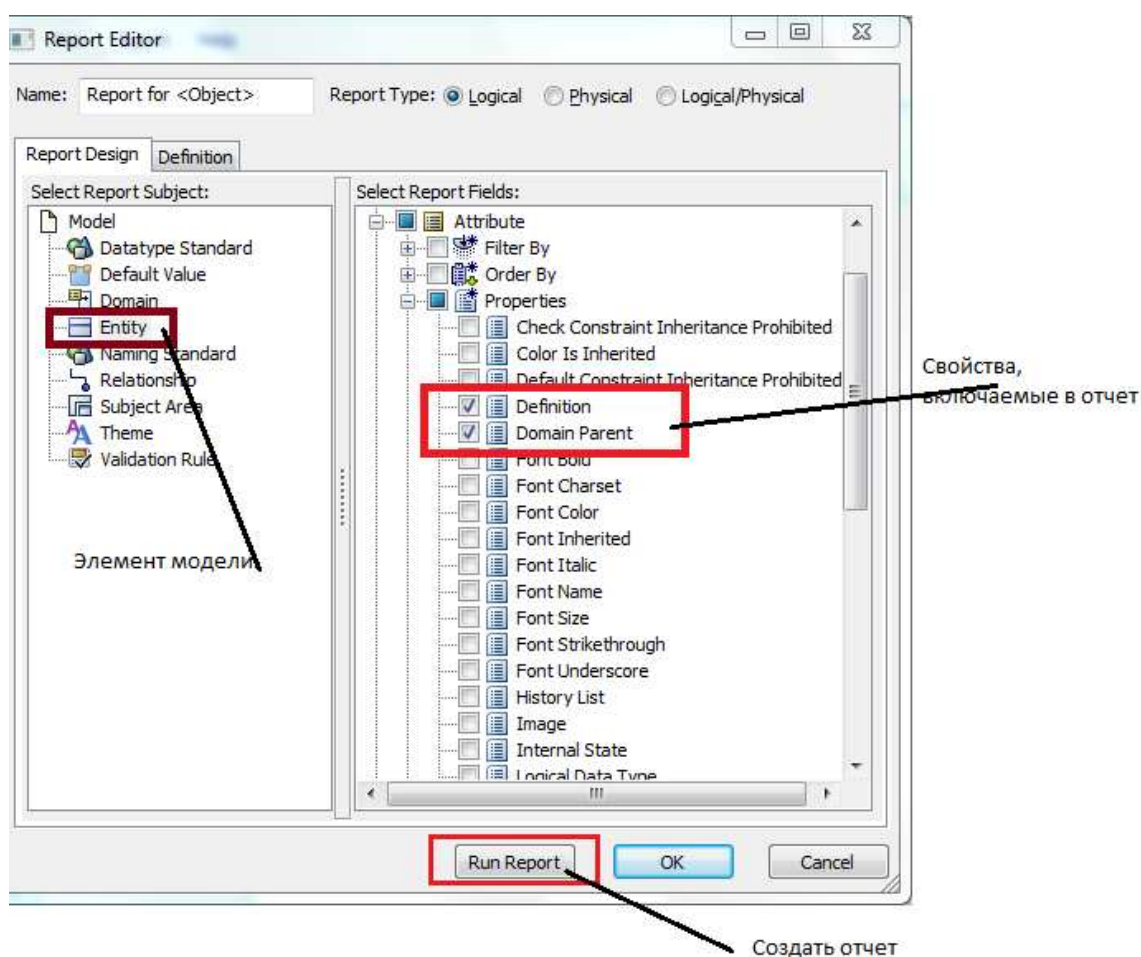 Report Editor
Name: Report for <Object> Report Type: Logical Physical Logical/Physical
Report Design Definition
Select Report Subject:
Model
Datatype Standard
Default Value
Domain
Entity
Naming Standard
Relationship
Subject Area
Theme
Validation Rule
Элемент модели
Select Report Fields:
Attribute
Filter By
Order By
Properties
Check Constraint Inheritance Prohibited
Color Is Inherited
Default Constraint Inheritance Prohibited
Definition
Domain Parent
Font Bold
Font Charset
Font Color
Font Inherited
Font Italic
Font Name
Font Size
Font Strikethrough
Font Underscore
History List
Image
Internal State
Logical Data Type
Свойства,
включаемые в отчет
Run Report OK Cancel
Создать отчет